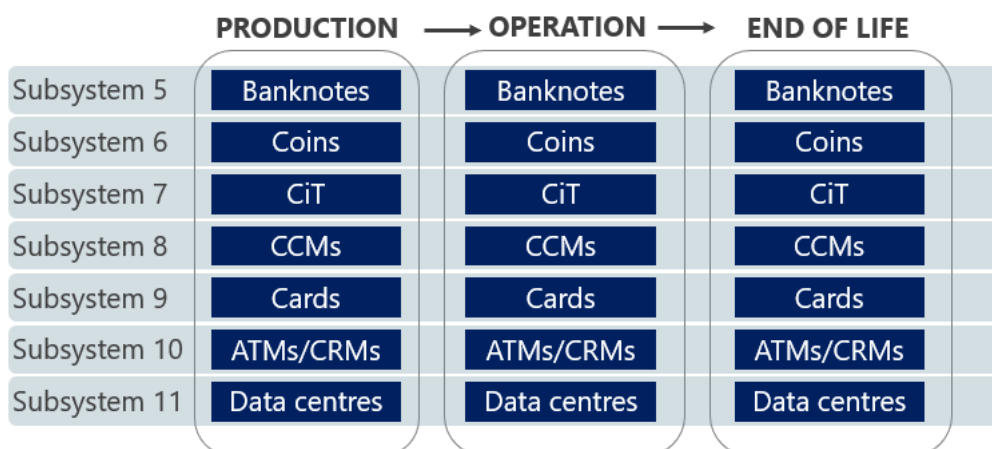 PRODUCTION OPERATION END OF LIFE
Subsystem 5 Banknotes Banknotes Banknotes
Subsystem 6 Coins Coins Coins
Subsystem 7 CiT CiT CiT
Subsystem 8 CCMs CCMs CCMs
Subsystem 9 Cards Cards Cards
Subsystem 10 ATMs/CRMs ATMs/CRMs ATMs/CRMs
Subsystem 11 Data centres Data centres Data centres